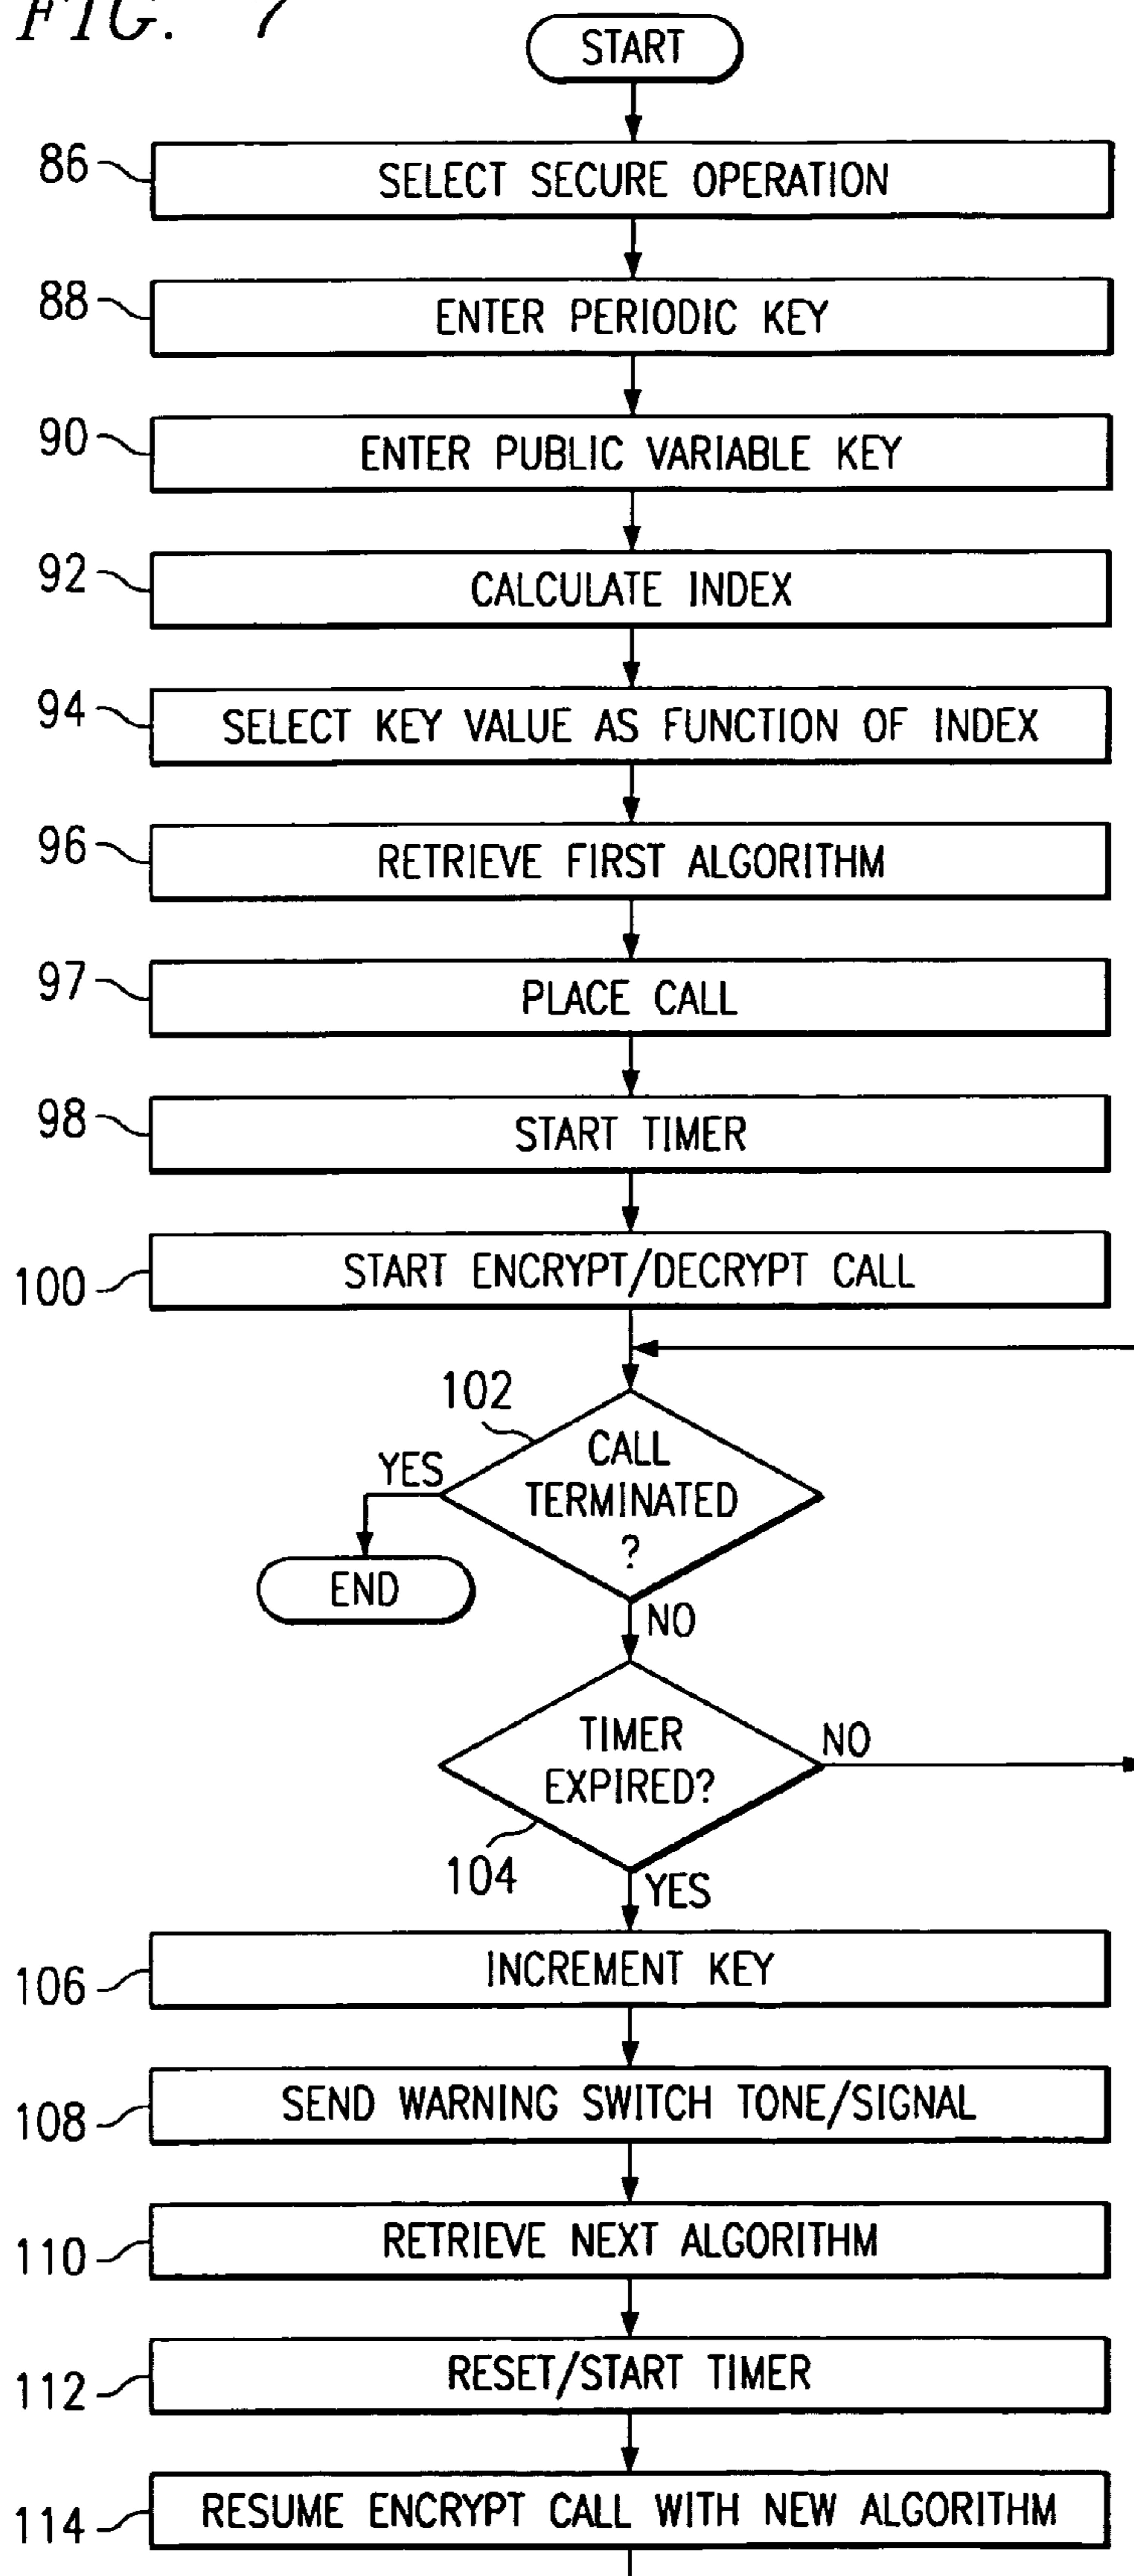 FIG. 7
START
86 SELECT SECURE OPERATION
88 ENTER PERIODIC KEY
90 ENTER PUBLIC VARIABLE KEY
92 CALCULATE INDEX
94 SELECT KEY VALUE AS FUNCTION OF INDEX
96 RETRIEVE FIRST ALGORITHM
97 PLACE CALL
98 START TIMER
100 START ENCRYPT/DECRYPT CALL
102
CALL
TERMINATED
?
YES
END
NO
TIMER
EXPIRED?
NO
104
YES
106 INCREMENT KEY
108 SEND WARNING SWITCH TONE/SIGNAL
110 RETRIEVE NEXT ALGORITHM
112 RESET/START TIMER
114 RESUME ENCRYPT CALL WITH NEW ALGORITHM